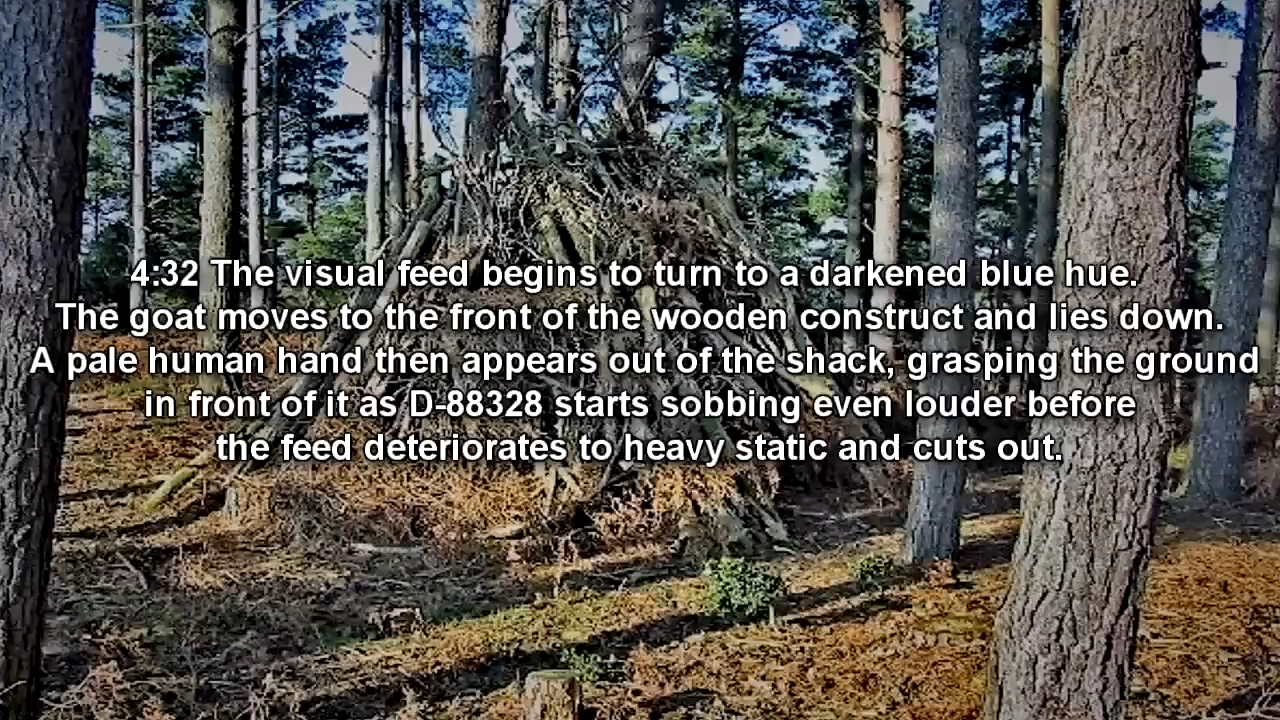 4:32 The visual feed begins to turn to a darkened blue hue.
The goat moves to the front of the wooden construct and lies down.
A pale human hand then appears out of the shack, grasping the ground
in front of it as D-88328 starts sobbing even louder before
the feed deteriorates to heavy static and cuts out.